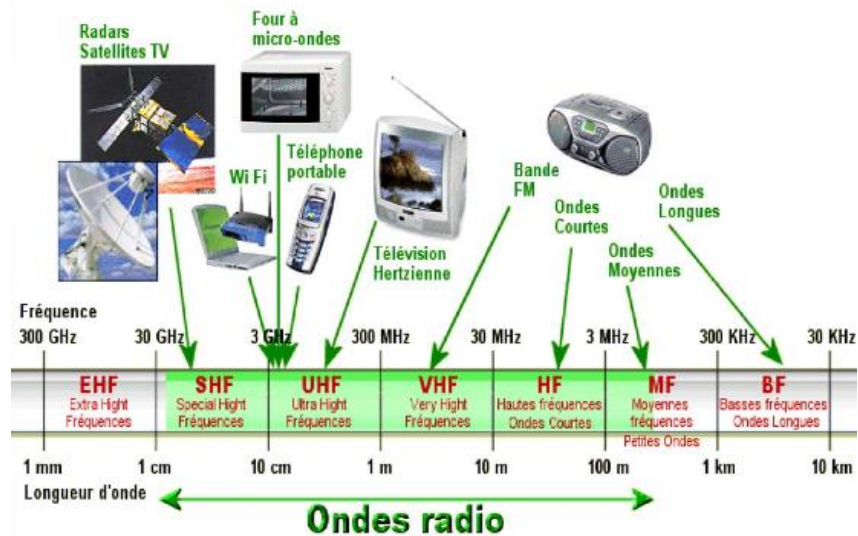 Radars
Satellites TV
Four à
micro-ondes
Wi Fi
Téléphone
portable
Télévision
Hertzienne
Bande
FM
Ondes
Courtes
Ondes
Moyennes
Ondes
Longues
Fréquence
300 GHz 30 GHz 3 GHz 300 MHz 30 MHz 3 MHz 300 KHz 30 KHz
EHF
Extra Hight
Fréquences
SHF
Special Hight
Fréquences
UHF
Ultra Hight
Fréquences
VHF
Very Hight
Fréquences
HF
Hautes fréquences
Ondes Courtes
MF
Moyennes
fréquences
Petites Ondes
BF
Basses fréquences
Ondes Longues
1 mm 1 cm 10 cm 1 m 10 m 100 m 1 km 10 km
Longueur d'onde
Ondes radio